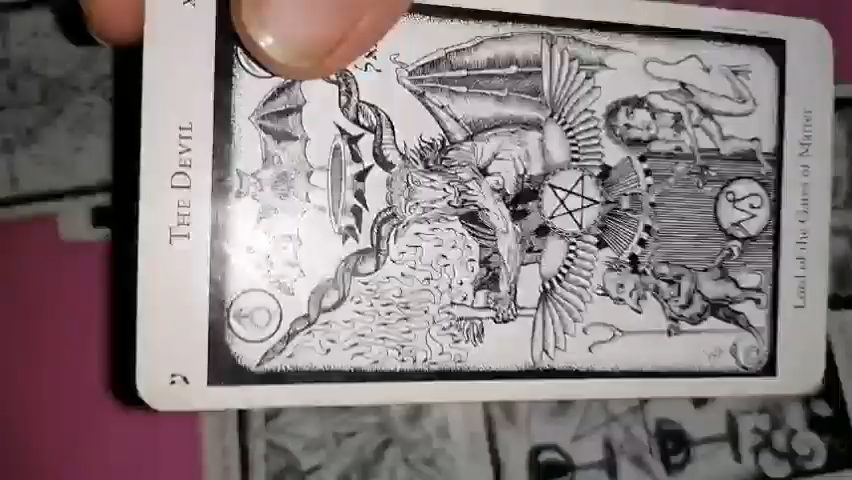 ע
THE DEVIL
Lord of the Gates of Matter